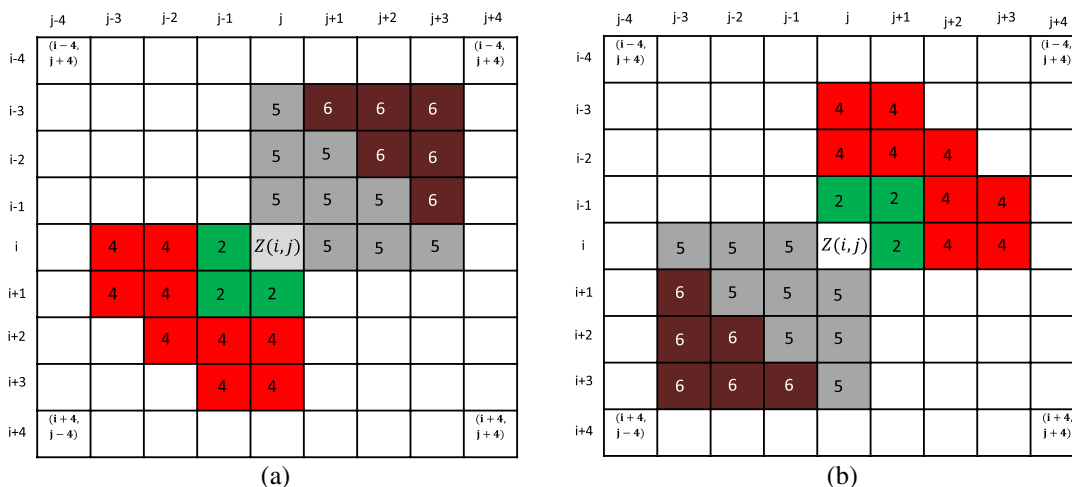 j-4 j-3 j-2 j-1 j j+1 j+2 j+3 j+4
i-4 (i − 4, j + 4) (i − 4, j + 4)
i-3 5 6 6 6
i-2 5 5 6 6
i-1 5 5 5 6
i 4 4 2 Z(i,j) 5 5 5
i+1 4 4 2 2
i+2 4 4 4
i+3 4 4
i+4 (i + 4, j − 4) (i + 4, j + 4)
(a)
j-4 j-3 j-2 j-1 j j+1 j+2 j+3 j+4
i-4 (i − 4, j + 4) (i − 4, j + 4)
i-3 4 4
i-2 4 4 4
i-1 2 2 4 4
i 5 5 5 Z(i,j) 2 4 4
i+1 6 5 5 5
i+2 6 6 5 5
i+3 6 6 6 5
i+4 (i + 4, j − 4) (i + 4, j + 4)
(b)